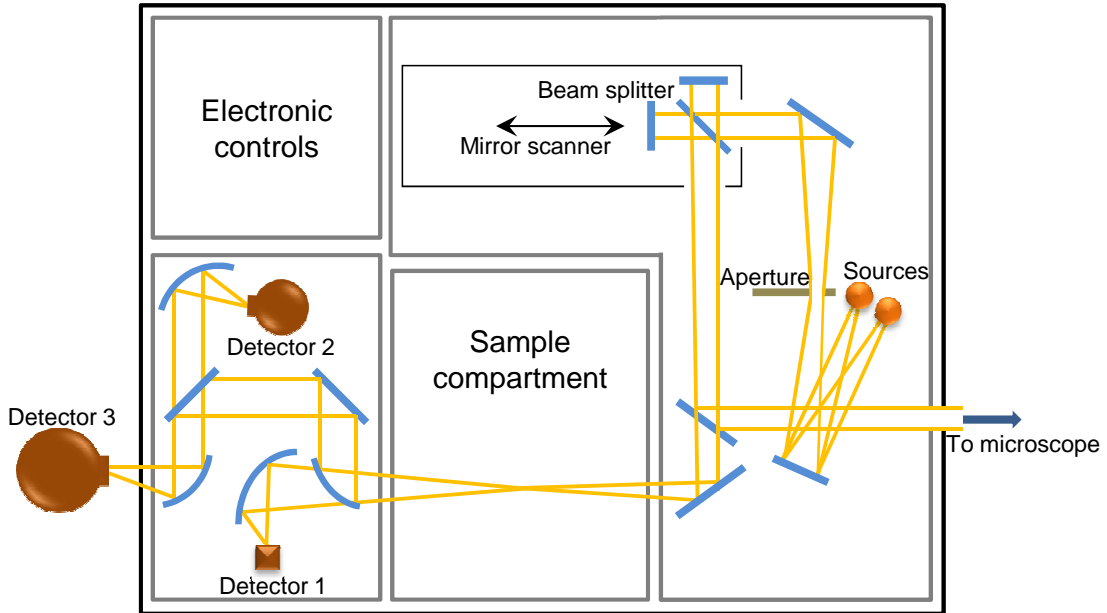 Electronic
controls
Beam splitter
Mirror scanner
Aperture
Sources
Detector 2
Sample
compartment
Detector 3
To microscope
Detector 1